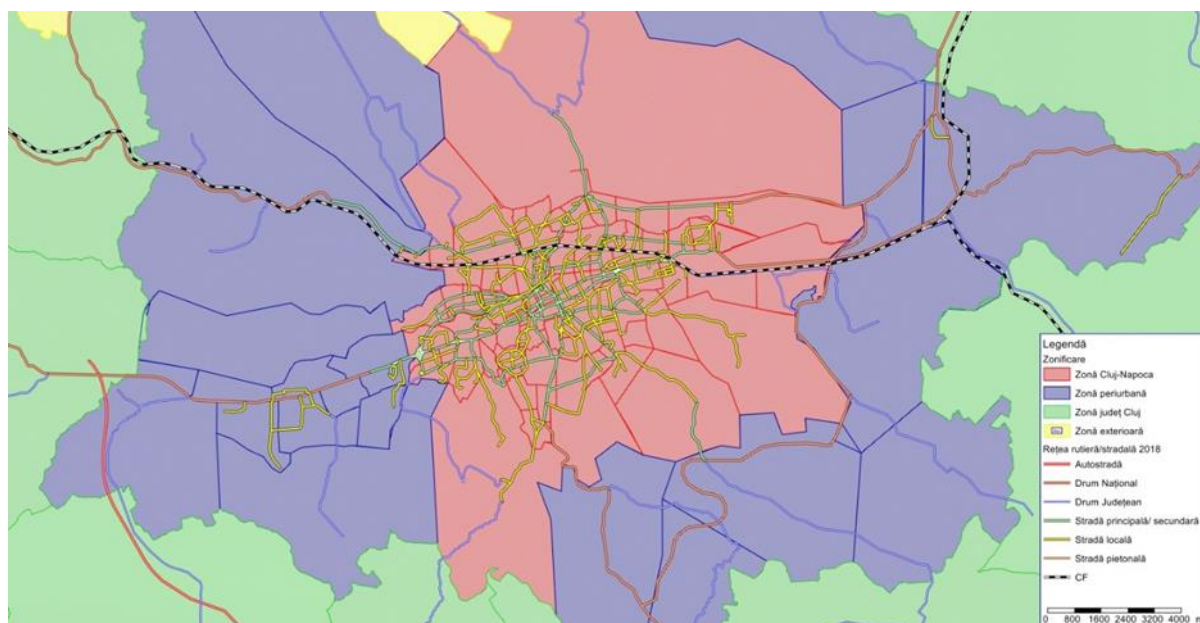 Legendă
Zonificare
Zonă Cluj-Napoca
Zonă periurbană
Zonă județ Cluj
Zonă exterioară
Rețea rutieră/stradală 2018
Autostradă
Drum Național
Drum Județean
Stradă principală/ secundară
Stradă locală
Stradă pietonală
CF
0 800 1600 2400 3200 4000 m